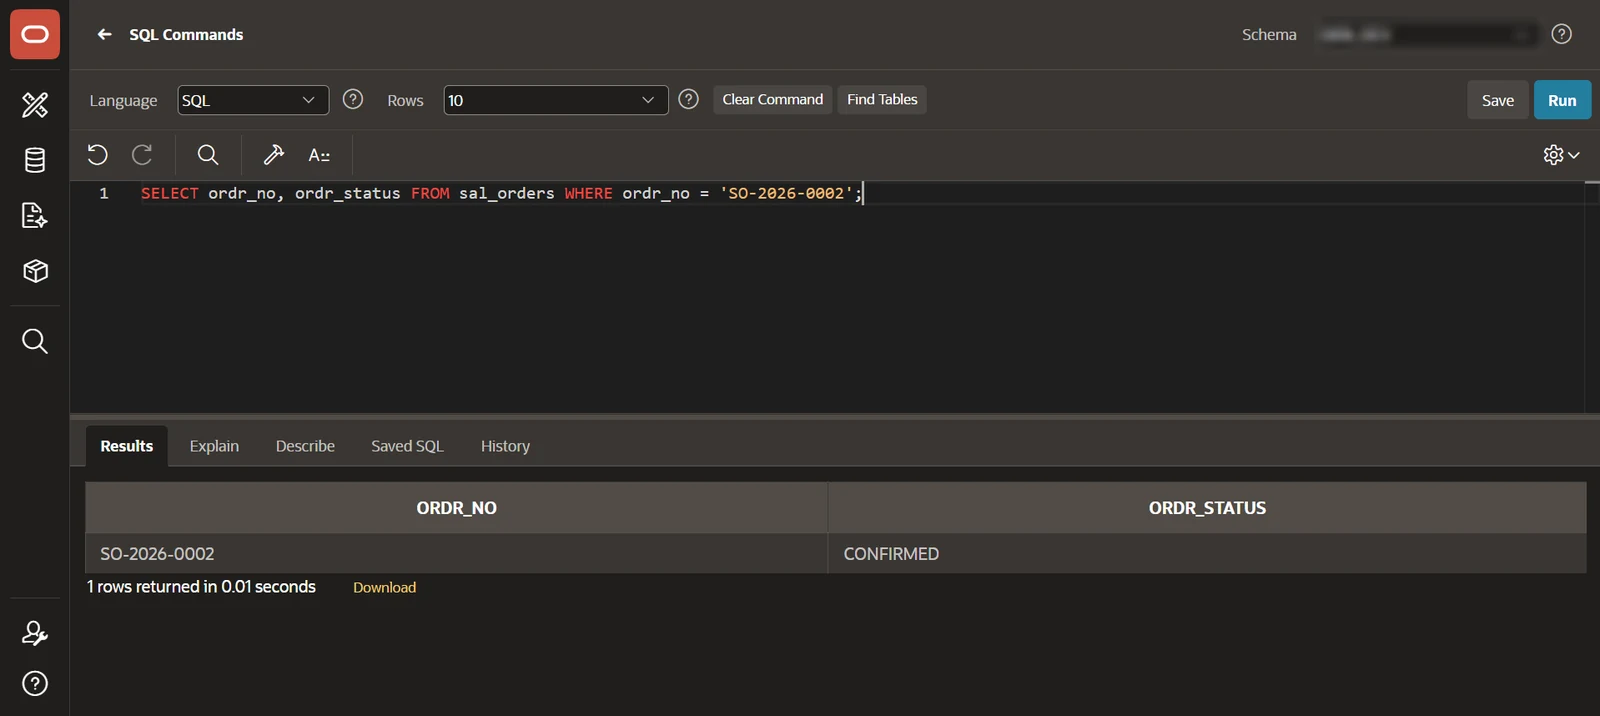 SQL Commands
Schema
Language SQL Rows 10 Clear Command Find Tables Save Run
1 SELECT ordr_no, ordr_status FROM sal_orders WHERE ordr_no = 'SO-2026-0002';
Results Explain Describe Saved SQL History
ORDR_NO ORDR_STATUS
SO-2026-0002 CONFIRMED
1 rows returned in 0.01 seconds Download